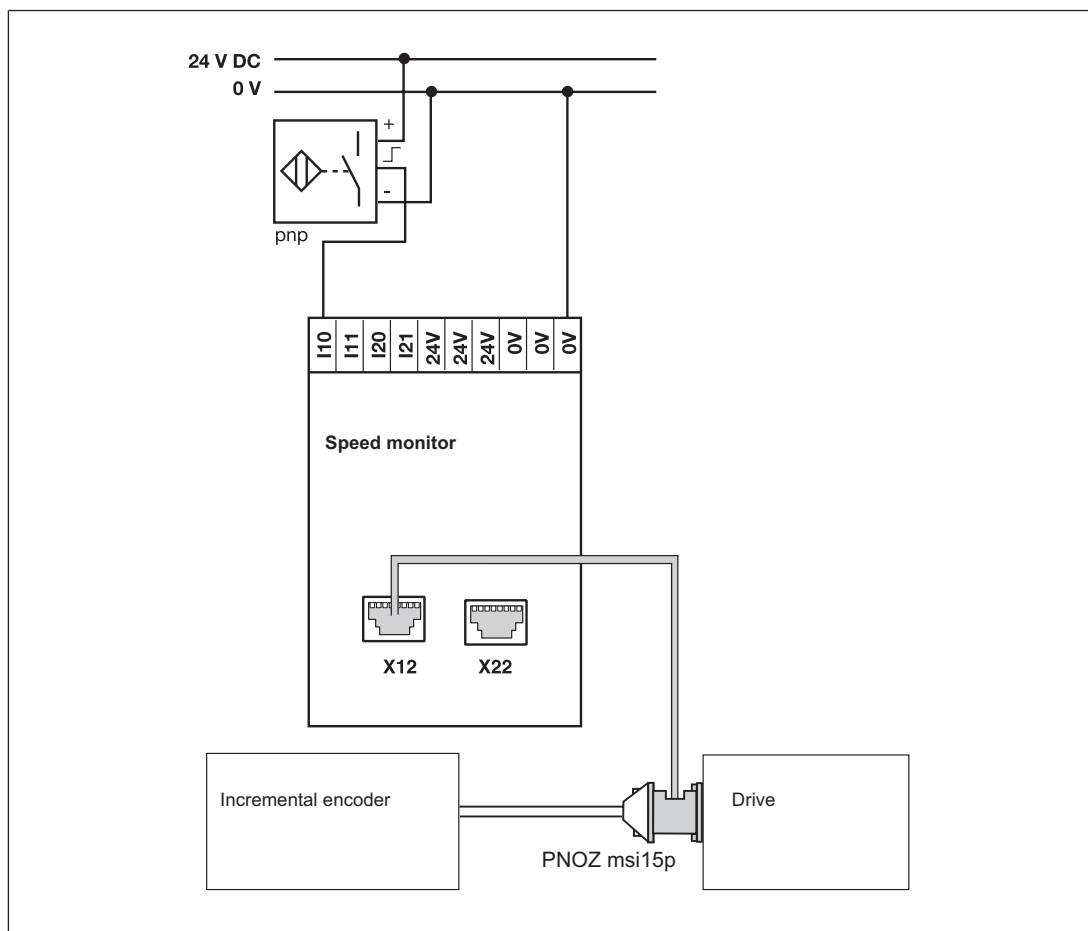 24 V DC
0 V
+
-
pnp
I10 I11 I20 I21 24V 24V 24V 0V 0V 0V
Speed monitor
X12 X22
Incremental encoder
Drive
PNOZ msi15p